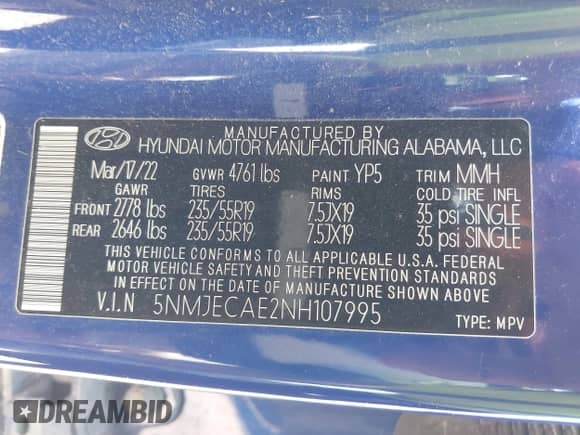 MANUFACTURED BY
HYUNDAI MOTOR MANUFACTURING ALABAMA, LLC
Mar/17/22 GVWR 4761 lbs PAINT YP5 TRIM MMH
GAWR TIRES RIMS COLD TIRE INFL
FRONT 2778 lbs 235/55R19 7.5JX19 35 psi SINGLE
REAR 2646 lbs 235/55R19 7.5JX19 35 psi SINGLE
THIS VEHICLE CONFORMS TO ALL APPLICABLE U.S.A. FEDERAL
MOTOR VEHICLE SAFETY AND THEFT PREVENTION STANDARDS
IN EFFECT ON THE DATE OF MANUFACTURE SHOWN ABOVE.
V.I.N 5NMJECAE2NH107995 TYPE: MPV
DREAMBID